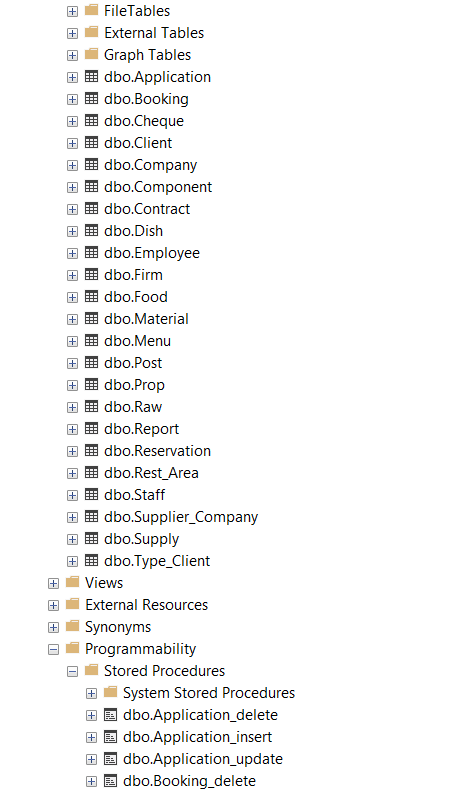 FileTables
External Tables
Graph Tables
dbo.Application
dbo.Booking
dbo.Cheque
dbo.Client
dbo.Company
dbo.Component
dbo.Contract
dbo.Dish
dbo.Employee
dbo.Firm
dbo.Food
dbo.Material
dbo.Menu
dbo.Post
dbo.Prop
dbo.Raw
dbo.Report
dbo.Reservation
dbo.Rest_Area
dbo.Staff
dbo.Supplier_Company
dbo.Supply
dbo.Type_Client
Views
External Resources
Synonyms
Programmability
Stored Procedures
System Stored Procedures
dbo.Application_delete
dbo.Application_insert
dbo.Application_update
dbo.Booking_delete